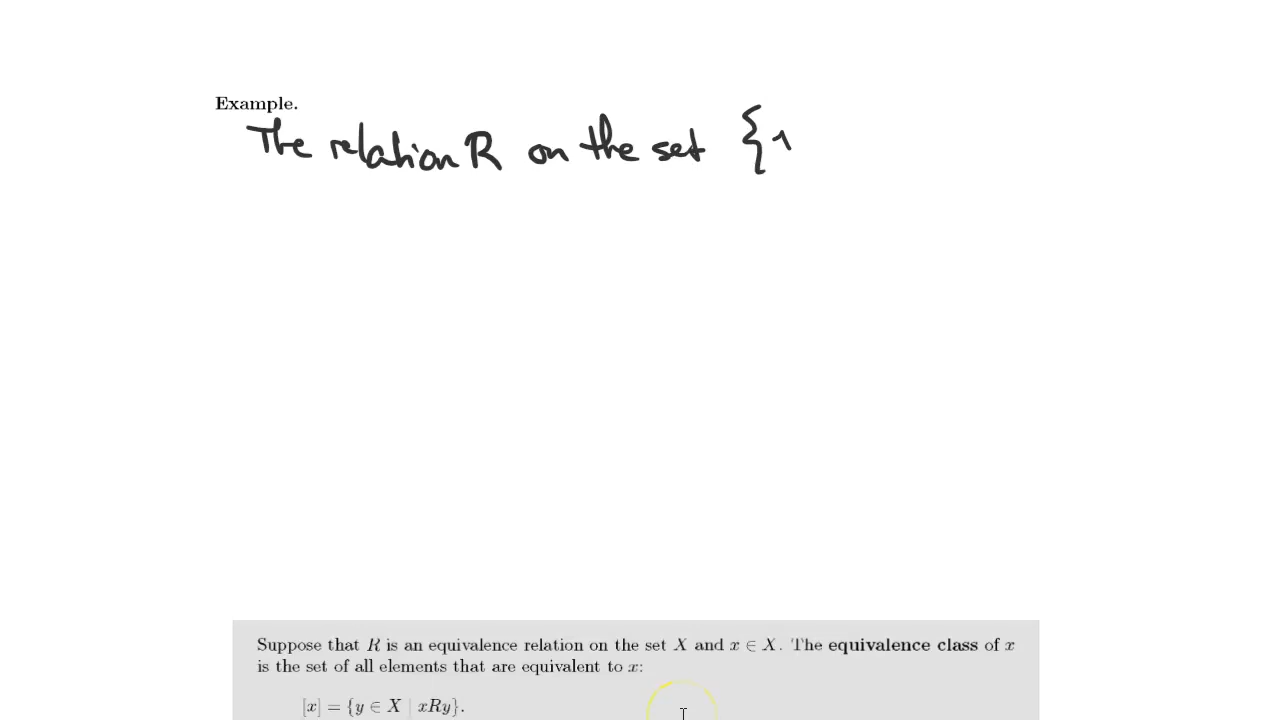 Example.
The relation R on the set {1
Suppose that R is an equivalence relation on the set X and x ∈ X. The equivalence class of x
is the set of all elements that are equivalent to x:
[x] = {y ∈ X | xRy}.